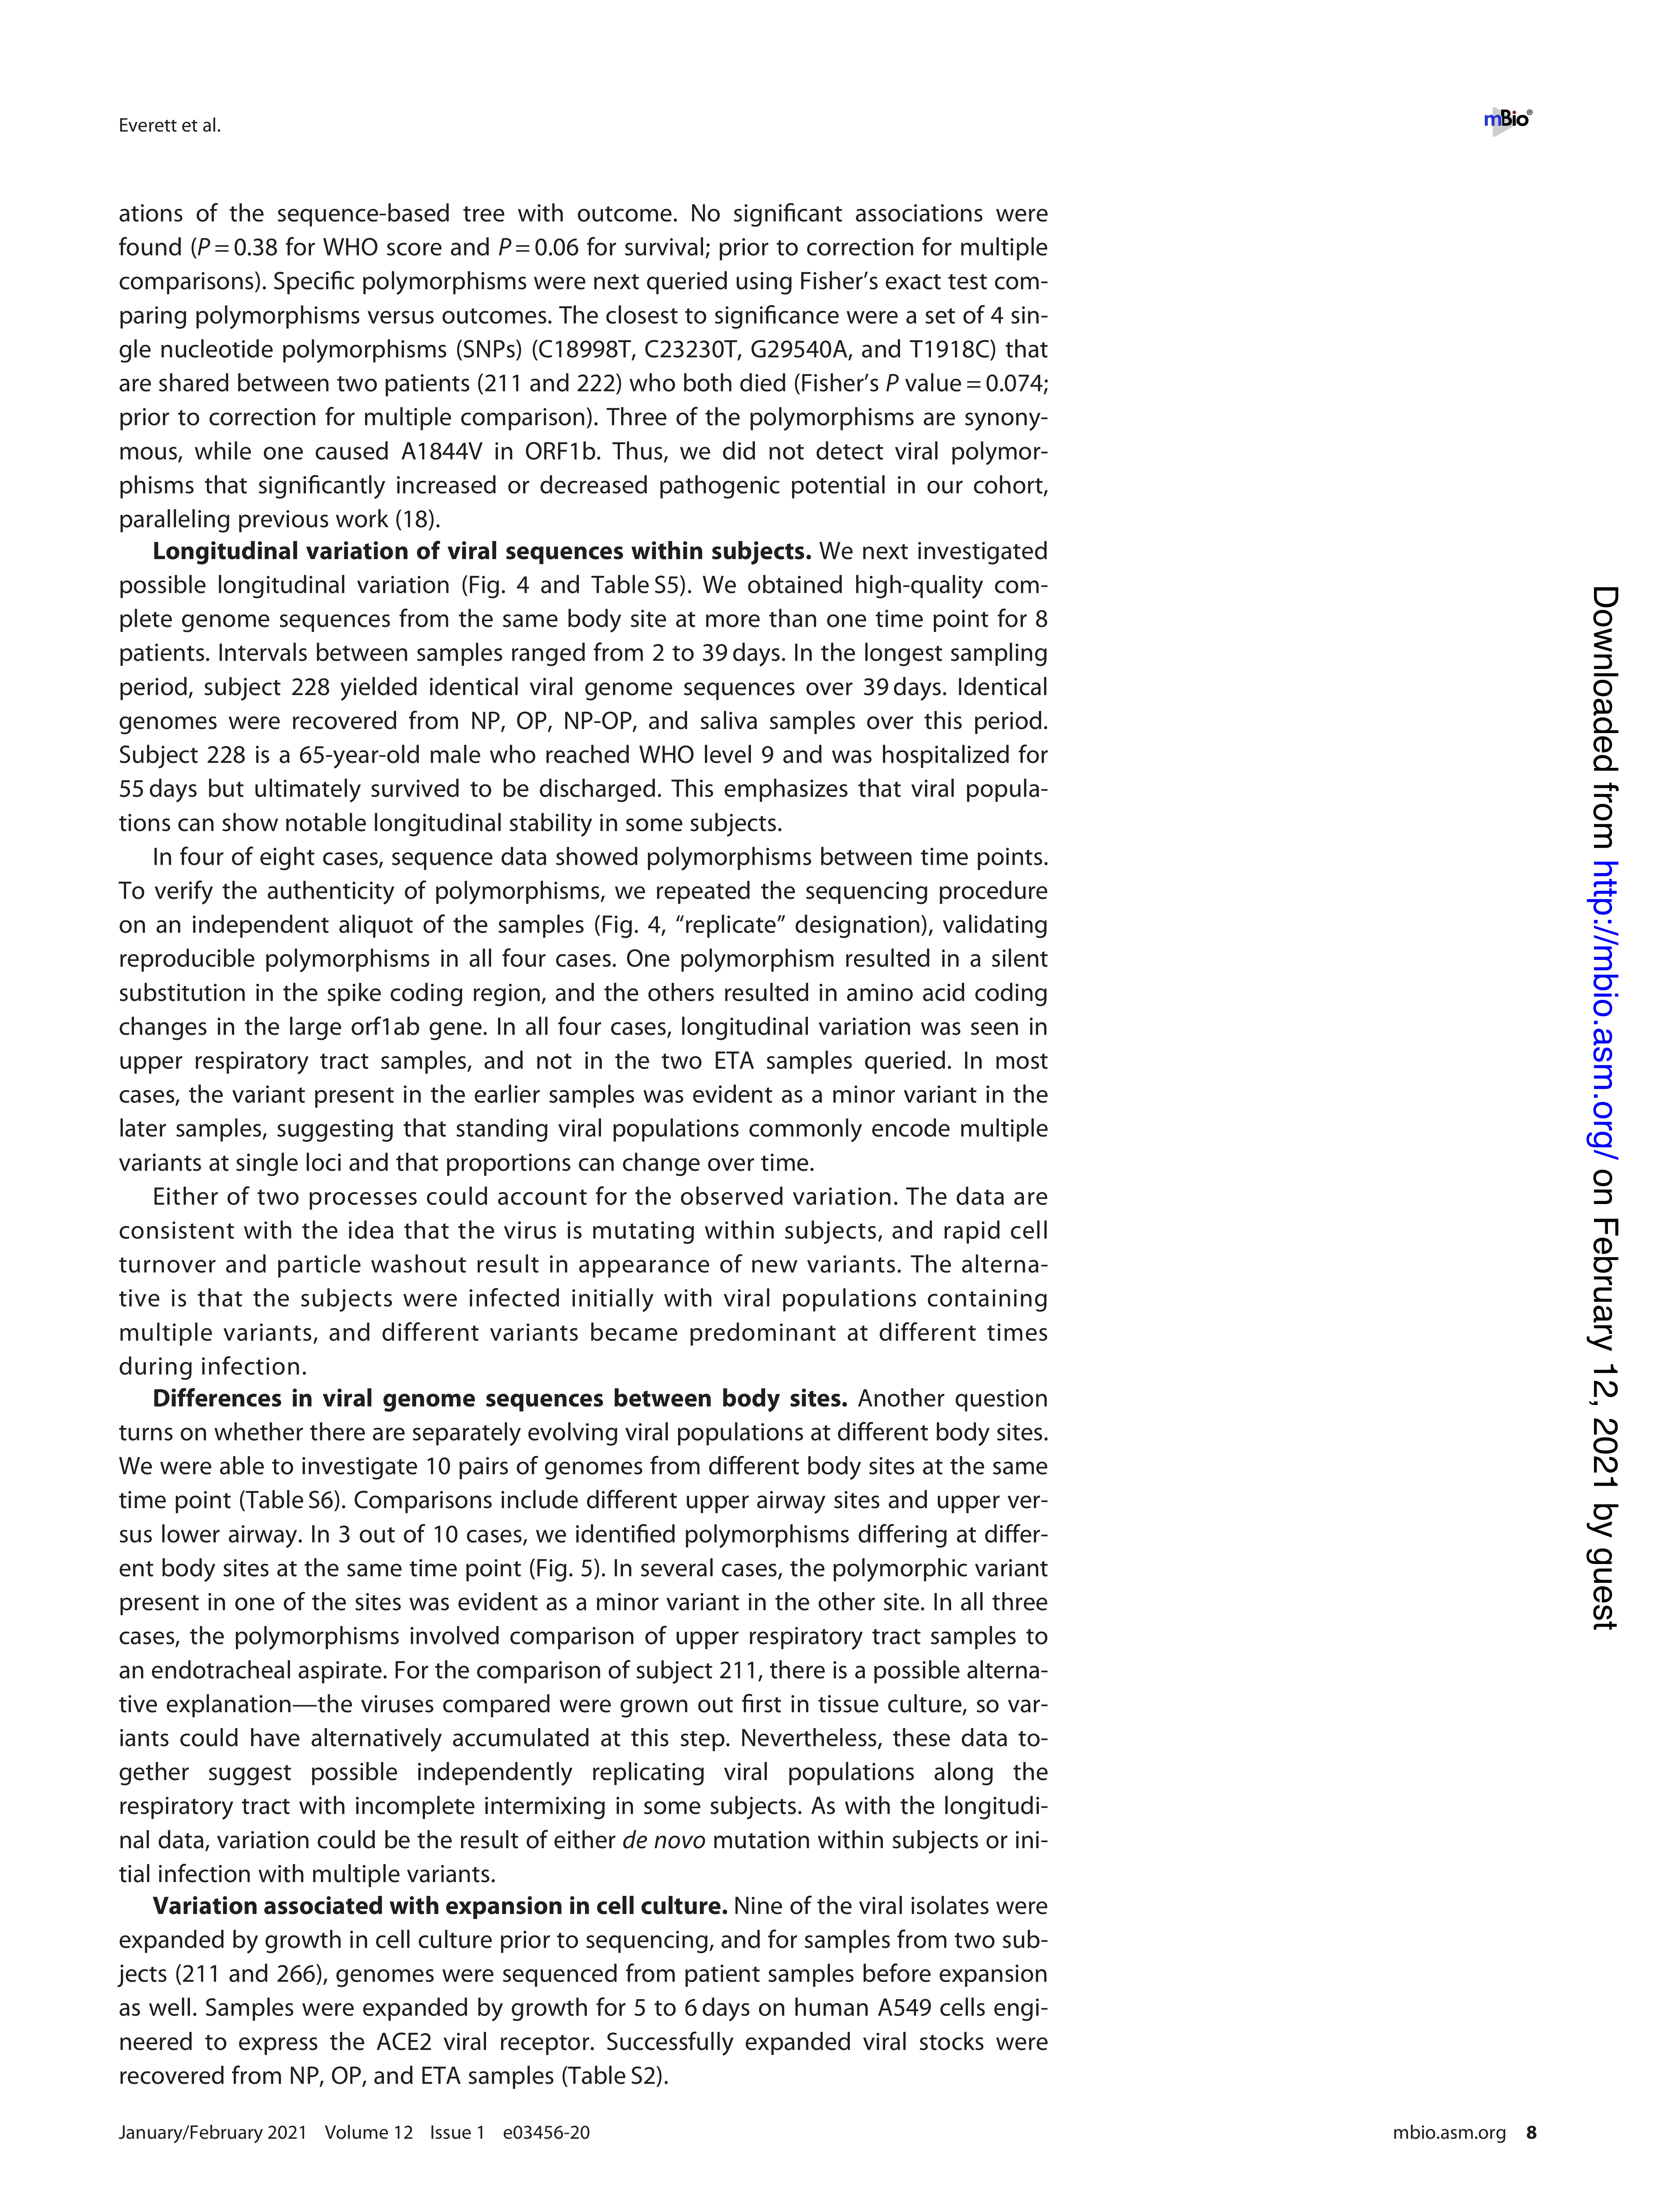 Everett et al.
mBio®
ations of the sequence-based tree with outcome. No significant associations were
found (P = 0.38 for WHO score and P = 0.06 for survival; prior to correction for multiple
comparisons). Specific polymorphisms were next queried using Fisher’s exact test com-
paring polymorphisms versus outcomes. The closest to significance were a set of 4 sin-
gle nucleotide polymorphisms (SNPs) (C18998T, C23230T, G29540A, and T1918C) that
are shared between two patients (211 and 222) who both died (Fisher’s P value = 0.074;
prior to correction for multiple comparison). Three of the polymorphisms are synony-
mous, while one caused A1844V in ORF1b. Thus, we did not detect viral polymor-
phisms that significantly increased or decreased pathogenic potential in our cohort,
paralleling previous work (18).
Longitudinal variation of viral sequences within subjects. We next investigated
possible longitudinal variation (Fig. 4 and Table S5). We obtained high-quality com-
plete genome sequences from the same body site at more than one time point for 8
patients. Intervals between samples ranged from 2 to 39 days. In the longest sampling
period, subject 228 yielded identical viral genome sequences over 39 days. Identical
genomes were recovered from NP, OP, NP-OP, and saliva samples over this period.
Subject 228 is a 65-year-old male who reached WHO level 9 and was hospitalized for
55 days but ultimately survived to be discharged. This emphasizes that viral popula-
tions can show notable longitudinal stability in some subjects.
In four of eight cases, sequence data showed polymorphisms between time points.
To verify the authenticity of polymorphisms, we repeated the sequencing procedure
on an independent aliquot of the samples (Fig. 4, “replicate” designation), validating
reproducible polymorphisms in all four cases. One polymorphism resulted in a silent
substitution in the spike coding region, and the others resulted in amino acid coding
changes in the large orf1ab gene. In all four cases, longitudinal variation was seen in
upper respiratory tract samples, and not in the two ETA samples queried. In most
cases, the variant present in the earlier samples was evident as a minor variant in the
later samples, suggesting that standing viral populations commonly encode multiple
variants at single loci and that proportions can change over time.
Either of two processes could account for the observed variation. The data are
consistent with the idea that the virus is mutating within subjects, and rapid cell
turnover and particle washout result in appearance of new variants. The alterna-
tive is that the subjects were infected initially with viral populations containing
multiple variants, and different variants became predominant at different times
during infection.
Differences in viral genome sequences between body sites. Another question
turns on whether there are separately evolving viral populations at different body sites.
We were able to investigate 10 pairs of genomes from different body sites at the same
time point (Table S6). Comparisons include different upper airway sites and upper ver-
sus lower airway. In 3 out of 10 cases, we identified polymorphisms differing at differ-
ent body sites at the same time point (Fig. 5). In several cases, the polymorphic variant
present in one of the sites was evident as a minor variant in the other site. In all three
cases, the polymorphisms involved comparison of upper respiratory tract samples to
an endotracheal aspirate. For the comparison of subject 211, there is a possible alterna-
tive explanation—the viruses compared were grown out first in tissue culture, so var-
iants could have alternatively accumulated at this step. Nevertheless, these data to-
gether suggest possible independently replicating viral populations along the
respiratory tract with incomplete intermixing in some subjects. As with the longitudi-
nal data, variation could be the result of either de novo mutation within subjects or ini-
tial infection with multiple variants.
Variation associated with expansion in cell culture. Nine of the viral isolates were
expanded by growth in cell culture prior to sequencing, and for samples from two sub-
jects (211 and 266), genomes were sequenced from patient samples before expansion
as well. Samples were expanded by growth for 5 to 6 days on human A549 cells engi-
neered to express the ACE2 viral receptor. Successfully expanded viral stocks were
recovered from NP, OP, and ETA samples (Table S2).
January/February 2021 Volume 12 Issue 1 e03456-20
mbio.asm.org 8
Downloaded from http://mbio.asm.org/ on February 12, 2021 by guest